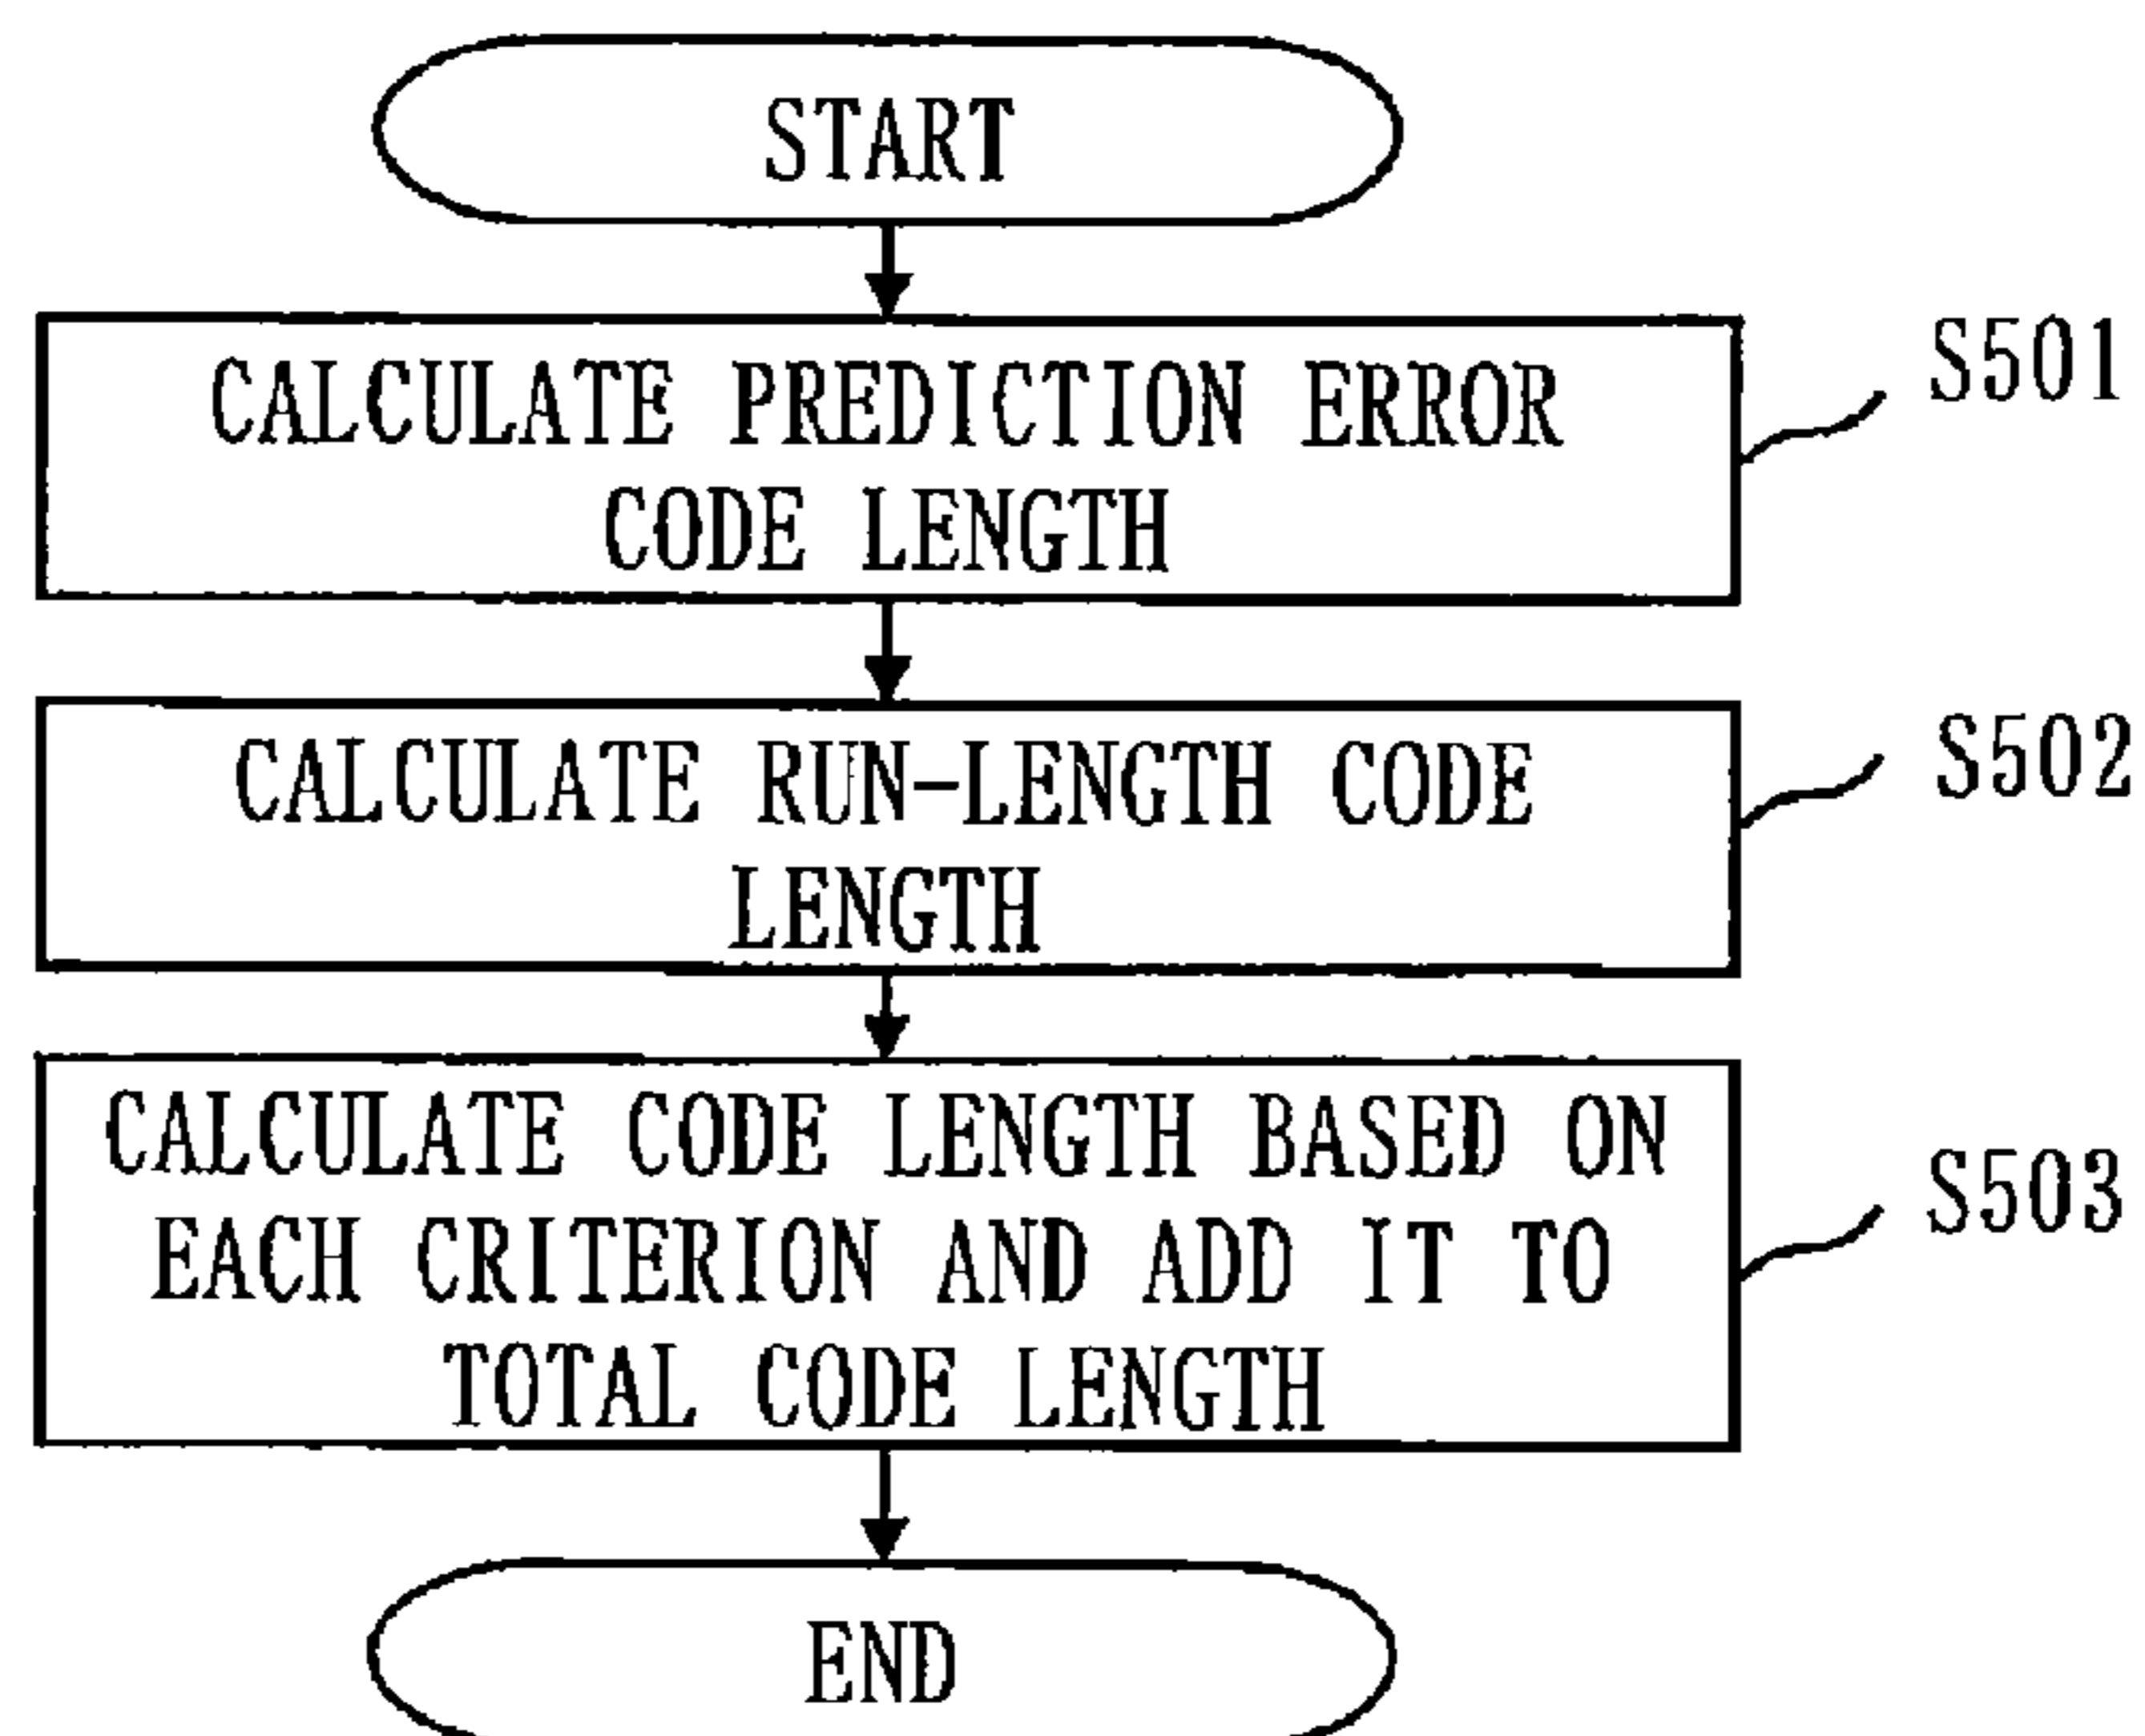 START
CALCULATE PREDICTION ERROR
CODE LENGTH
S501
CALCULATE RUN-LENGTH CODE
LENGTH
S502
CALCULATE CODE LENGTH BASED ON
EACH CRITERION AND ADD IT TO
TOTAL CODE LENGTH
S503
END